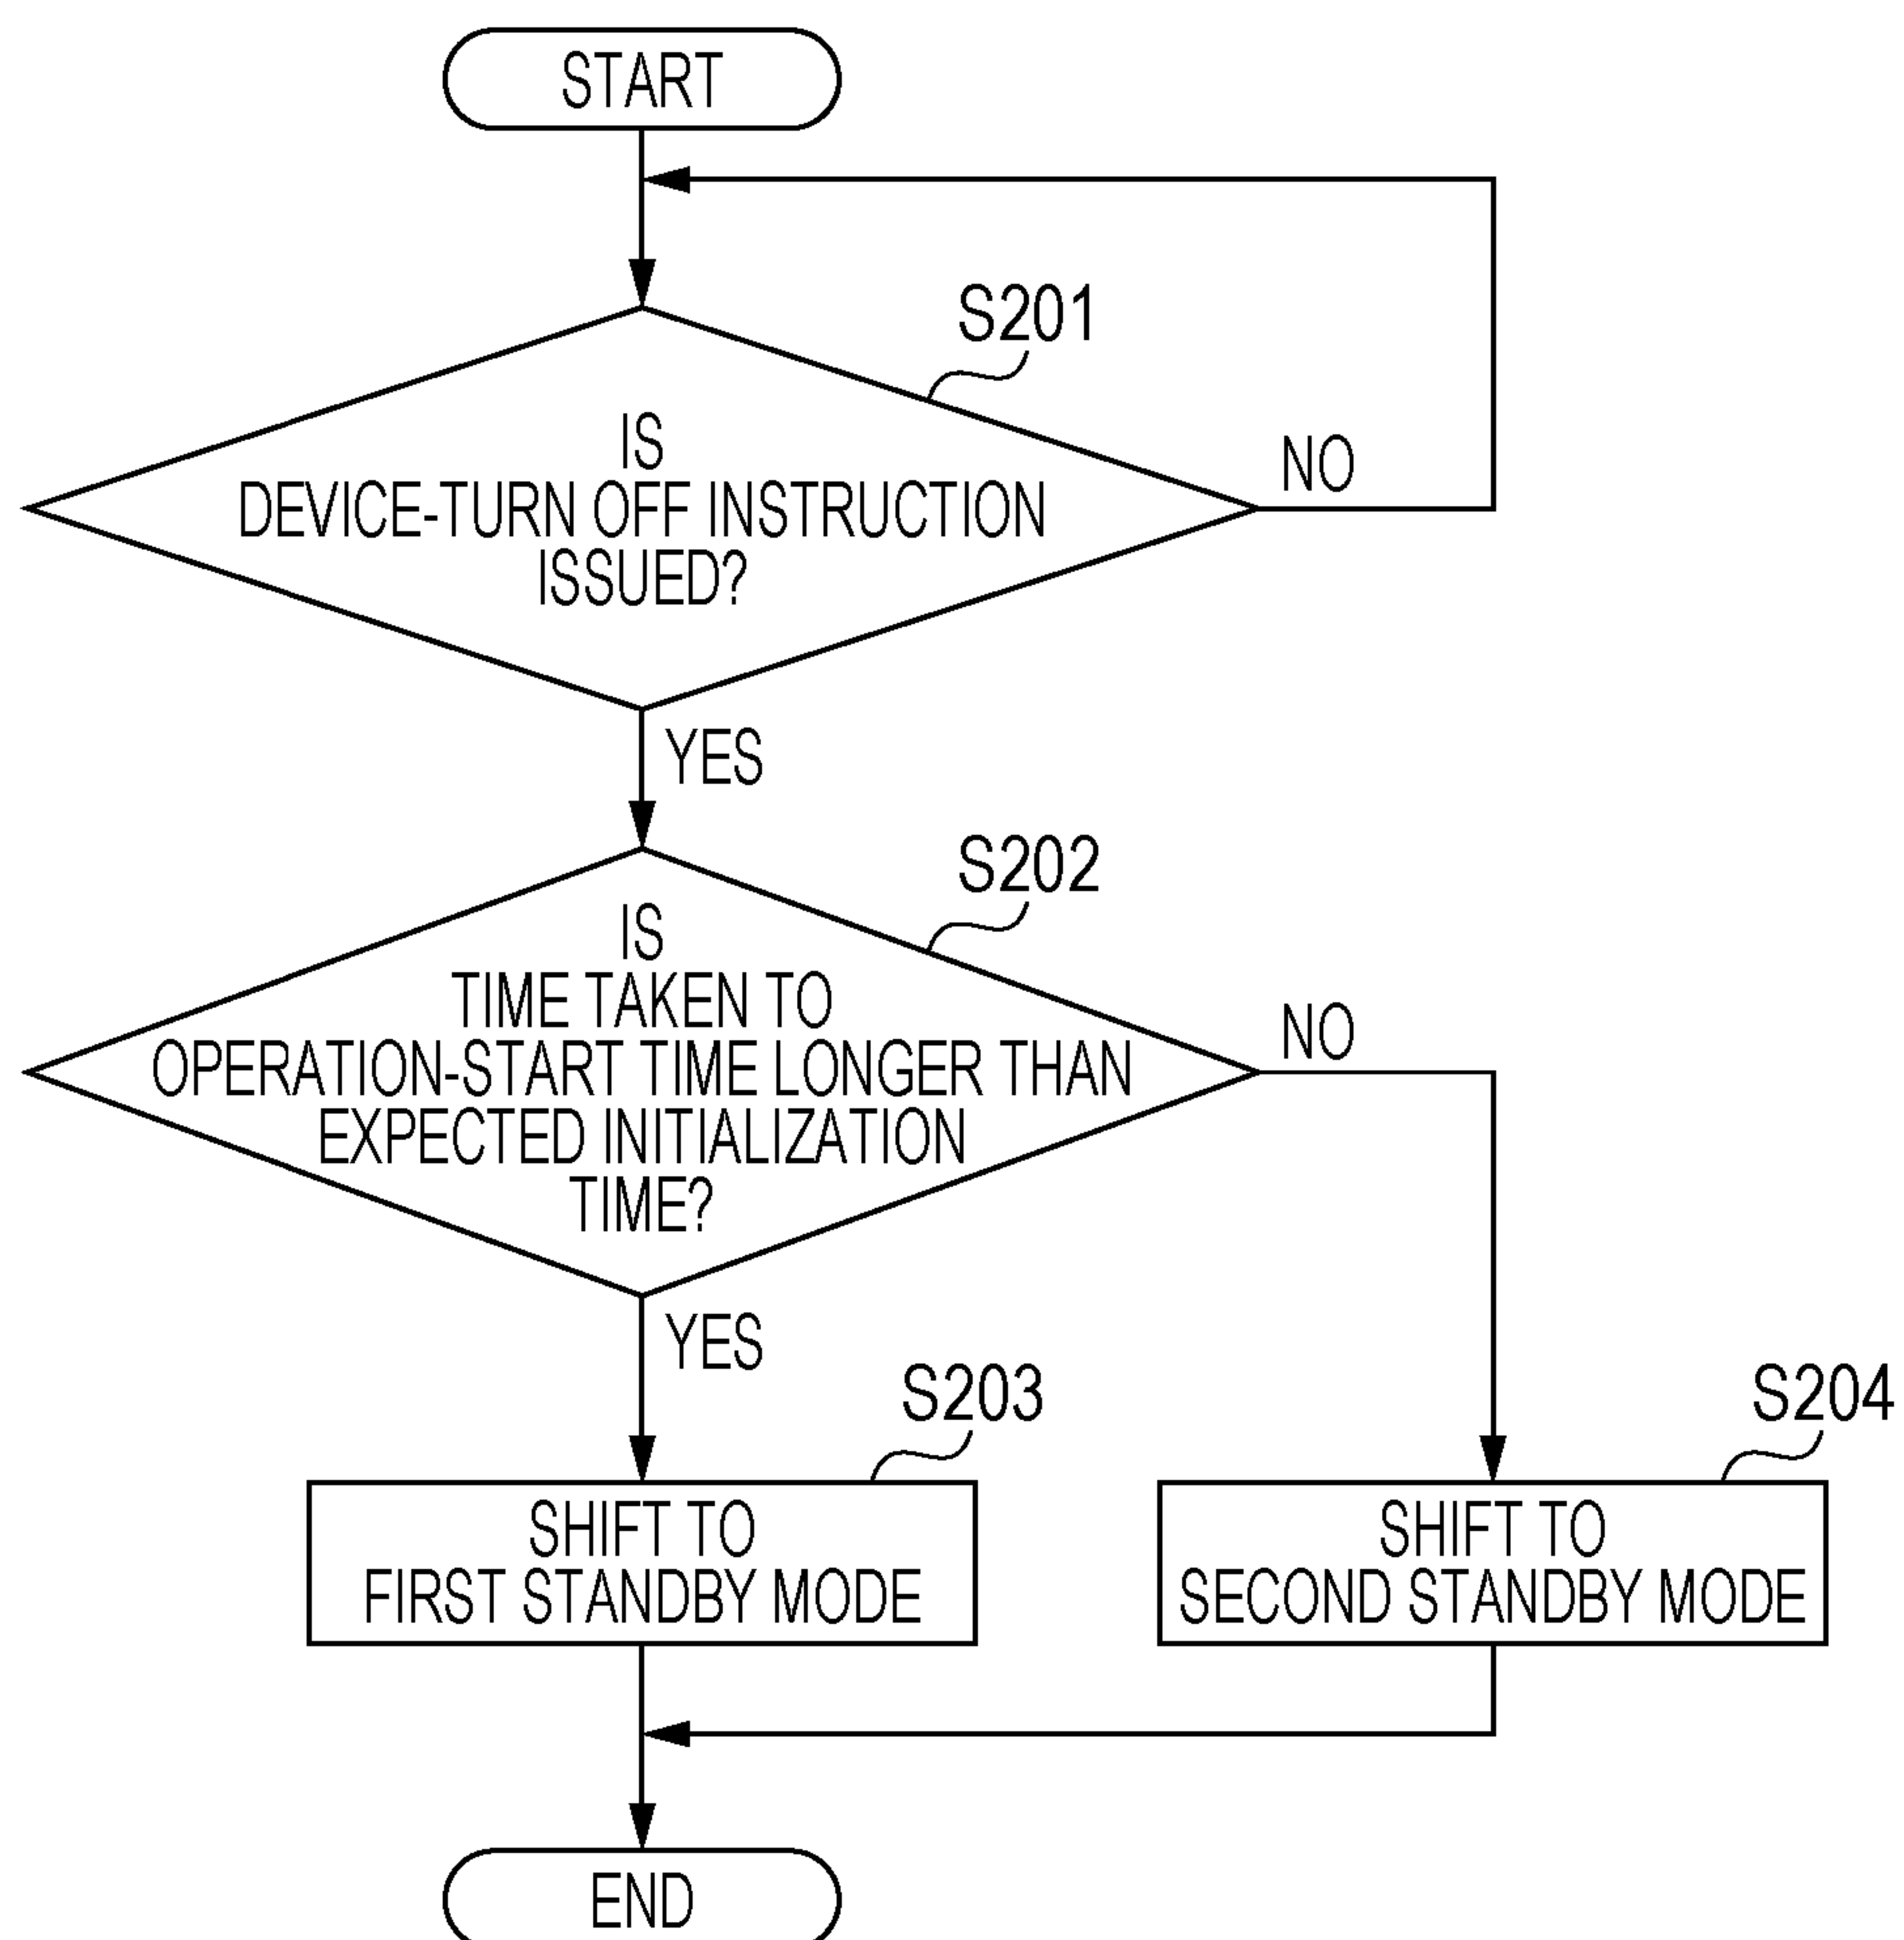 START
S201
IS
DEVICE-TURN OFF INSTRUCTION
ISSUED?
NO
YES
S202
IS
TIME TAKEN TO
OPERATION-START TIME LONGER THAN
EXPECTED INITIALIZATION
TIME?
NO
YES
S203
SHIFT TO
FIRST STANDBY MODE
S204
SHIFT TO
SECOND STANDBY MODE
END